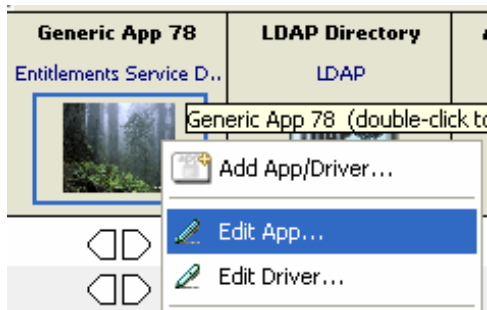 Generic App 78
LDAP Directory
Entitlements Service D..
LDAP
Generic App 78 (double-click to
Add App/Driver...
Edit App...
Edit Driver...